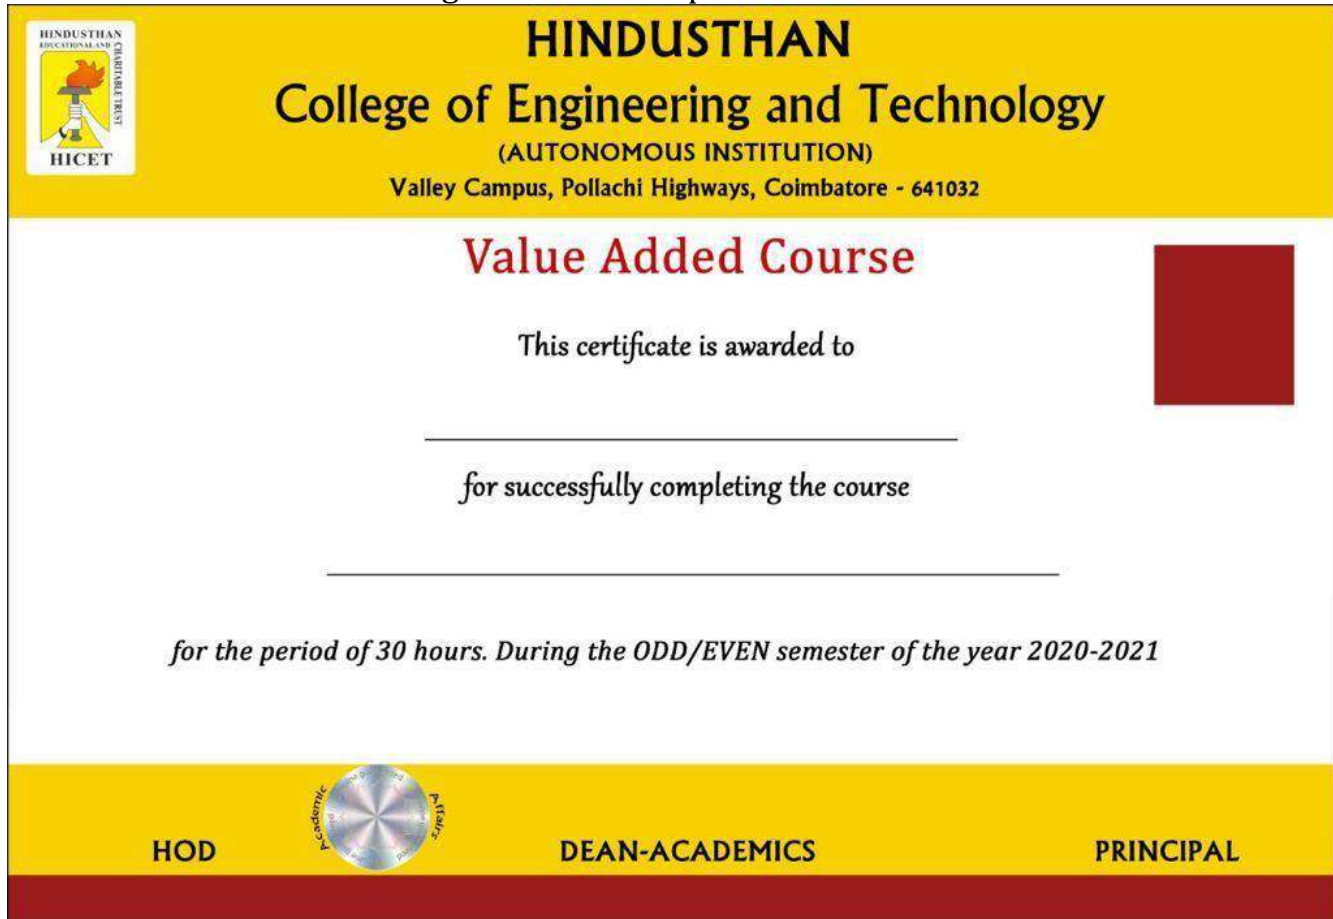 HINDUSTHAN
EDUCATIONAL AND
CHARITABLE TRUST
HICET
HINDUSTHAN
College of Engineering and Technology
(AUTONOMOUS INSTITUTION)
Valley Campus, Pollachi Highways, Coimbatore - 641032
Value Added Course
This certificate is awarded to
for successfully completing the course
for the period of 30 hours. During the ODD/EVEN semester of the year 2020-2021
Academic Affairs
HOD
DEAN-ACADEMICS
PRINCIPAL